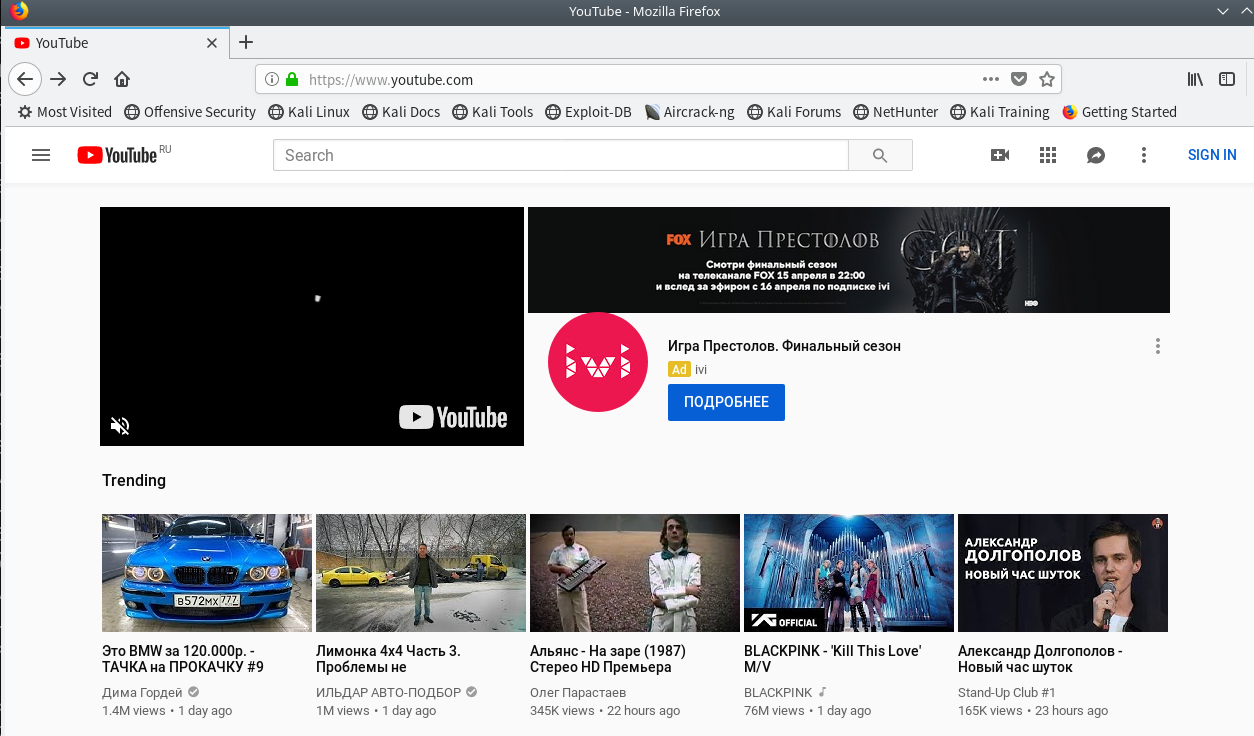 YouTube - Mozilla Firefox
YouTube
https://www.youtube.com
Most Visited Offensive Security Kali Linux Kali Docs Kali Tools Exploit-DB Aircrack-ng Kali Forums NetHunter Kali Training Getting Started
YouTube RU
Search
SIGN IN
FOX ИГРА ПРЕСТОЛОВ
GOT
Смотри финальный сезон
на телеканале FOX 15 апреля в 22:00
и вслед за эфиром с 16 апреля по подписке ivi
HBO
YouTube
ivi
Игра Престолов. Финальный сезон
Ad ivi
ПОДРОБНЕЕ
Trending
В572МХ 777
YG OFFICIAL
АЛЕКСАНДР
ДОЛГОПОЛОВ
НОВЫЙ ЧАС ШУТОК
Это BMW за 120.000р. -
ТАЧКА на ПРОКАЧКУ #9
Дима Гордей
1.4M views • 1 day ago
Лимонка 4х4 Часть 3.
Проблемы не
ИЛЬДАР АВТО-ПОДБОР
1M views • 1 day ago
Альянс - На заре (1987)
Стерео HD Премьера
Олег Парастаев
345K views • 22 hours ago
BLACKPINK - 'Kill This Love'
M/V
BLACKPINK
76M views • 1 day ago
Александр Долгополов -
Новый час шуток
Stand-Up Club #1
165K views • 23 hours ago